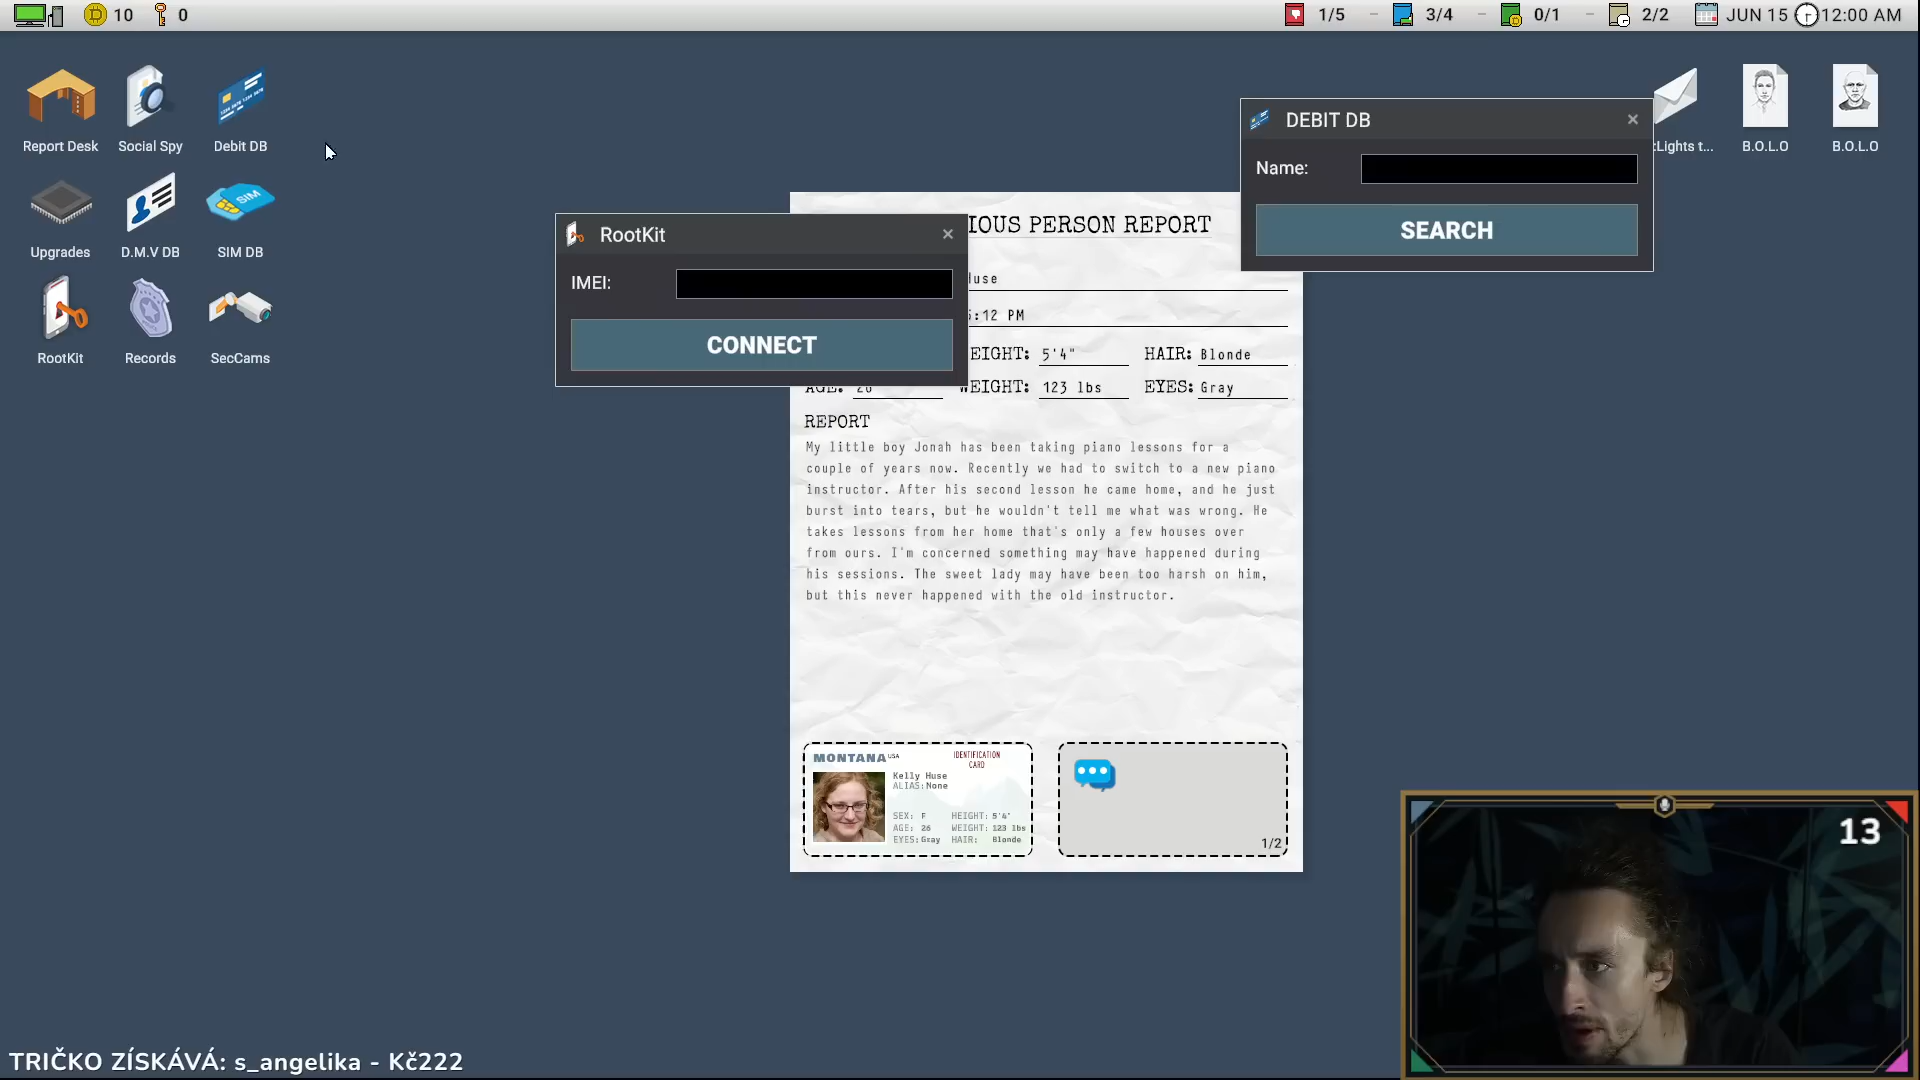 10
0
1/5
3/4
0/1
2/2
JUN 15
12:00 AM
Report Desk
Social Spy
Debit DB
Upgrades
D.M.V DB
SIM DB
RootKit
Records
SecCams
:Lights t...
B.O.L.O
B.O.L.O
DEBIT DB
Name:
SEARCH
RootKit
IMEI:
CONNECT
IOUS PERSON REPORT
Huse
5:12 PM
EIGHT: 5'4" HAIR: Blonde
AGE: 26 WEIGHT: 123 lbs EYES: Gray
REPORT
My little boy Jonah has been taking piano lessons for a
couple of years now. Recently we had to switch to a new piano
instructor. After his second lesson he came home, and he just
burst into tears, but he wouldn't tell me what was wrong. He
takes lessons from her home that's only a few houses over
from ours. I'm concerned something may have happened during
his sessions. The sweet lady may have been too harsh on him,
but this never happened with the old instructor.
MONTANA USA IDENTIFICATION CARD
Kelly Huse
ALIAS: None
SEX: F HEIGHT: 5'4"
AGE: 26 WEIGHT: 123 lbs
EYES: Gray HAIR: Blonde
1/2
13
TRIČKO ZÍSKÁVÁ: s_angelika - Kč222